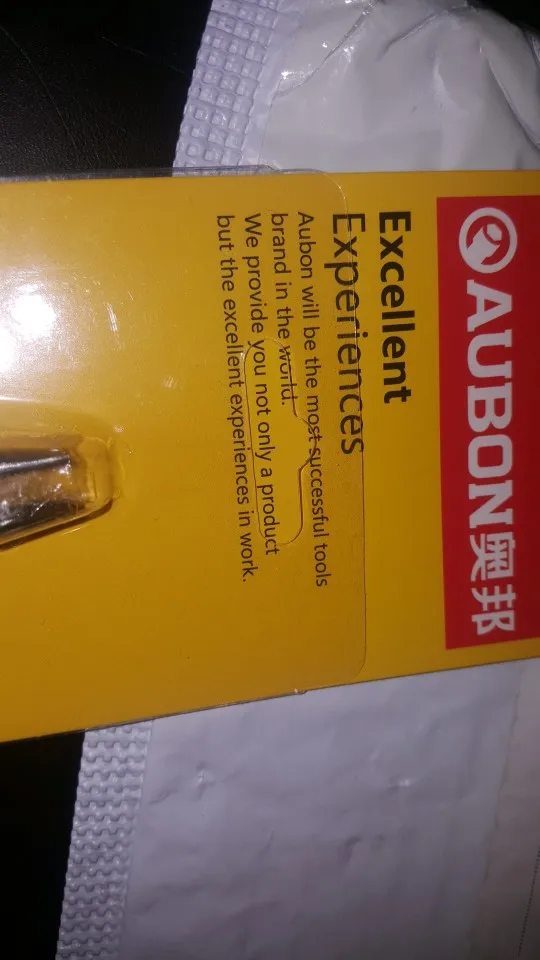 AUBON奥邦
Excellent
Experiences
Aubon will be the most successful tools
brand in the world.
We provide you not only a product
but the excellent experiences in work.